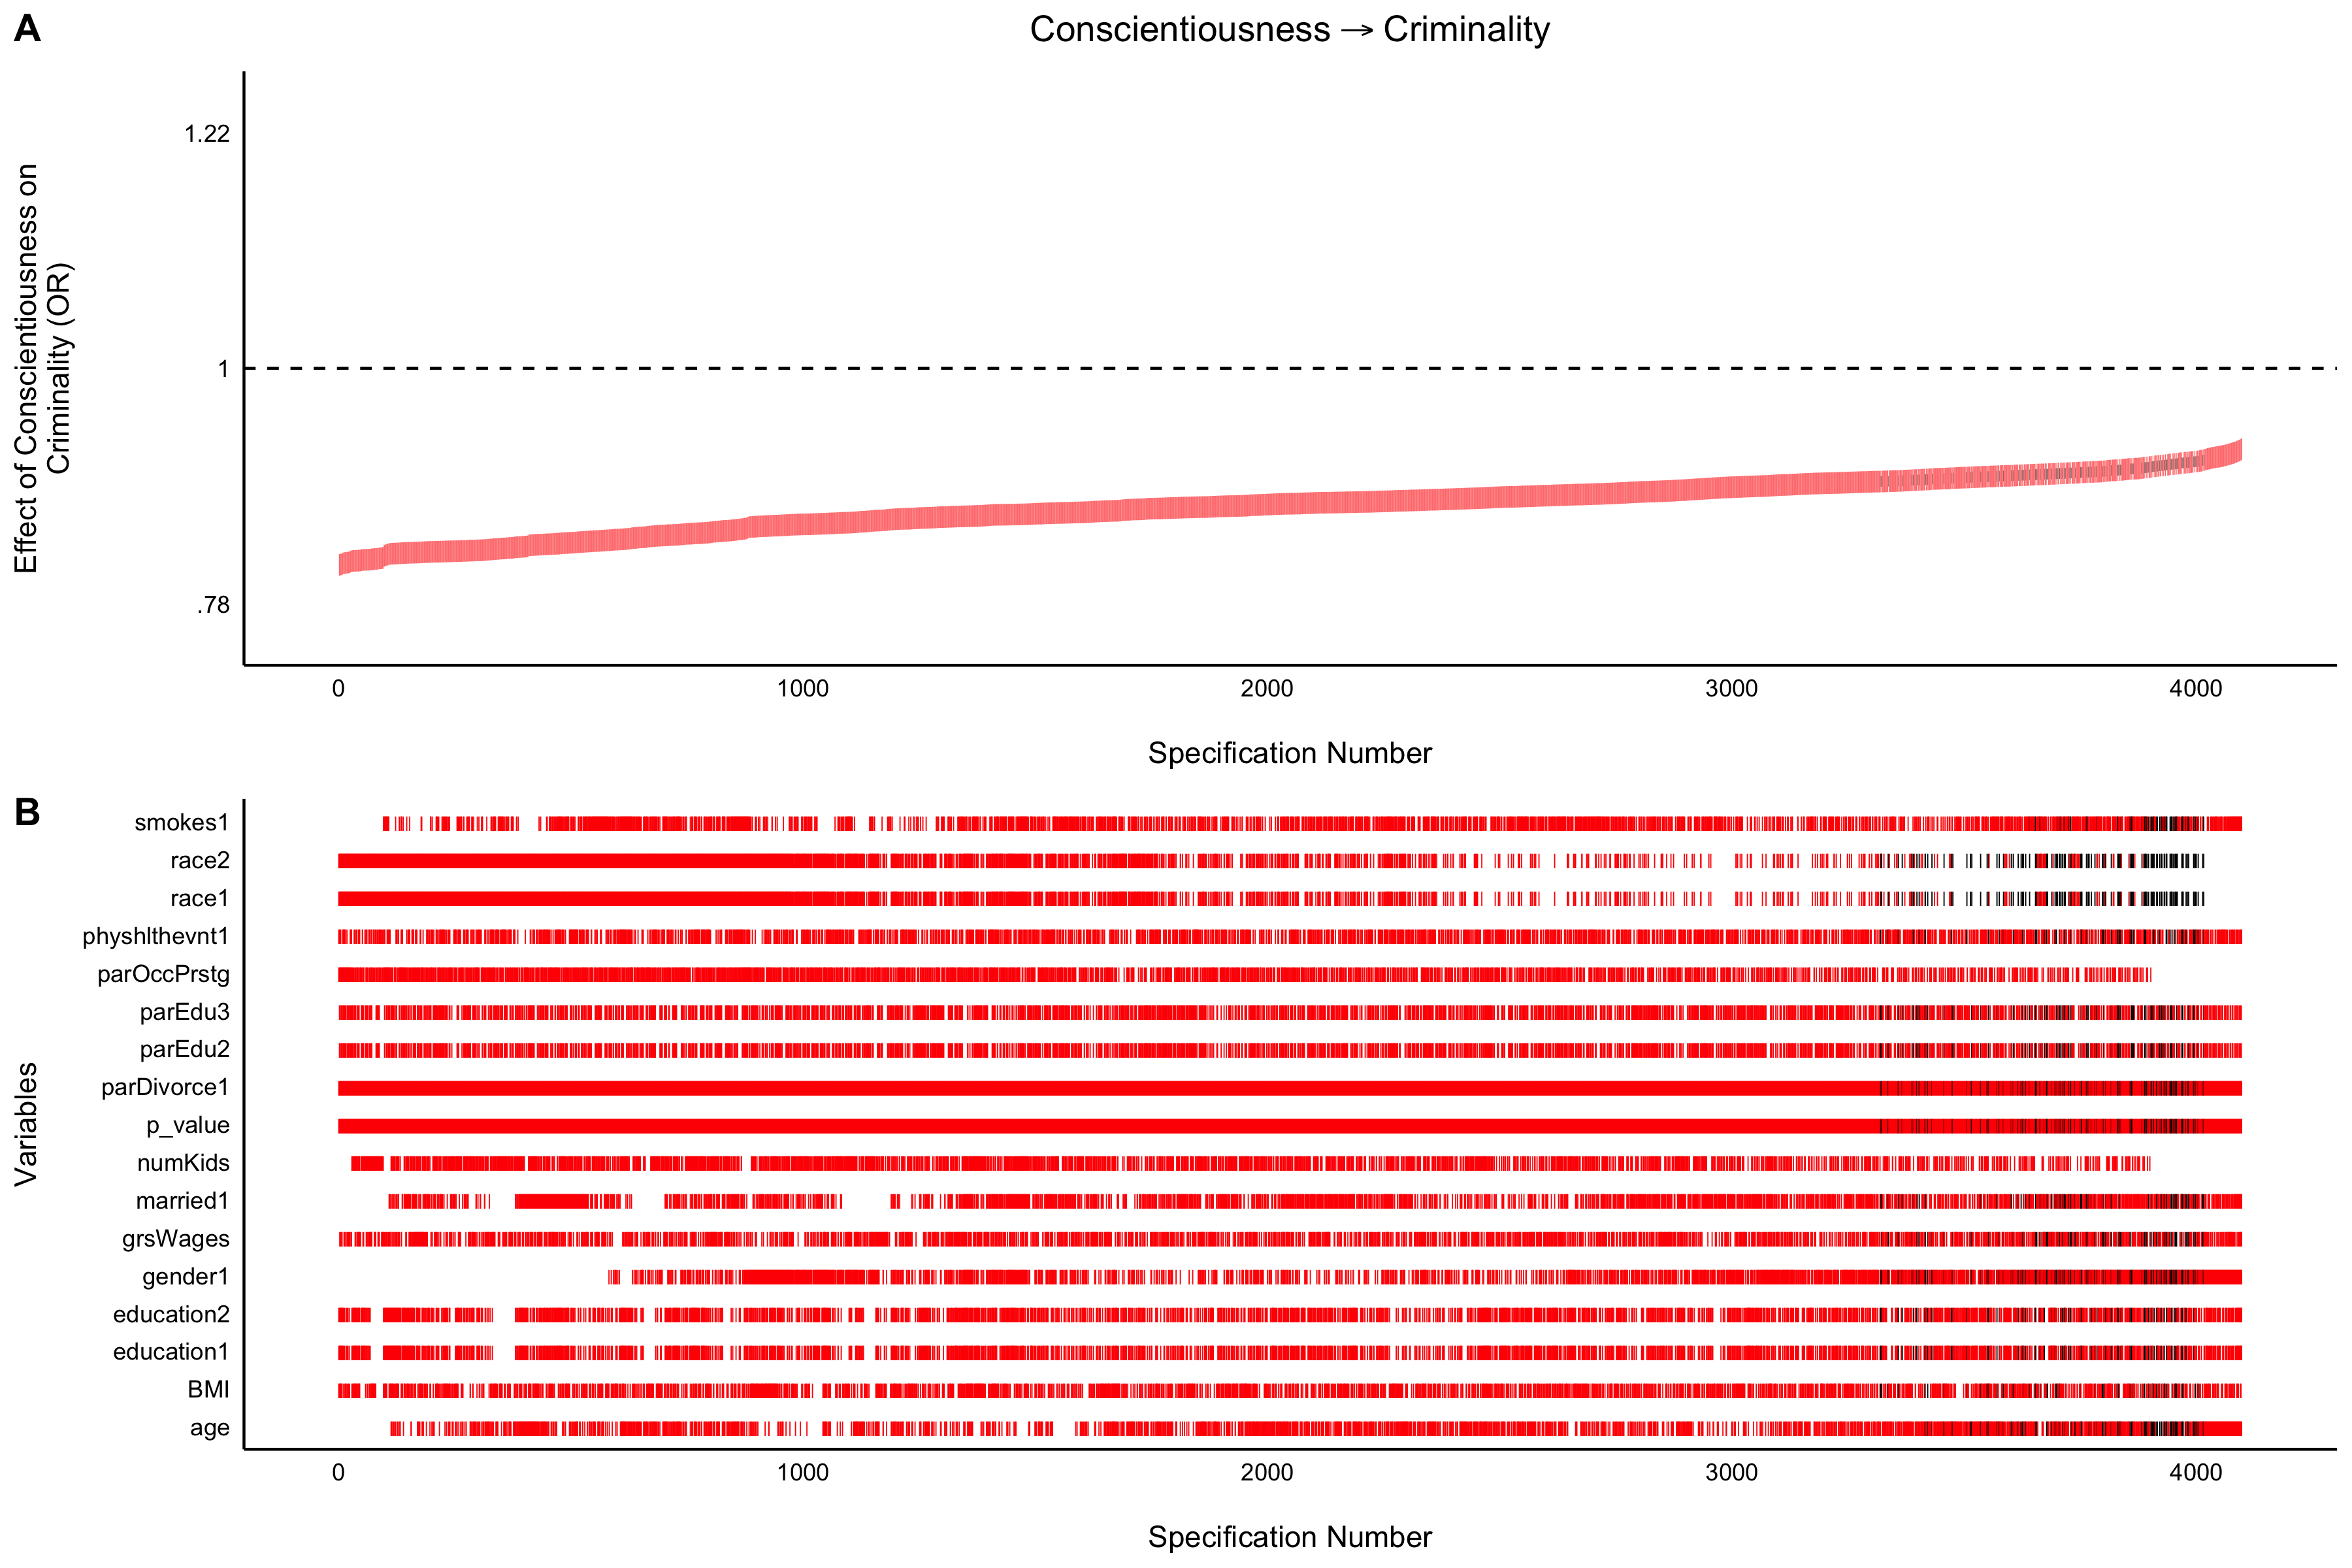 A
Conscientiousness → Criminality
Effect of Conscientiousness on
Criminality (OR)
1.22
1
.78
0 1000 2000 3000 4000
Specification Number
B
Variables
smokes1
race2
race1
physhlthevnt1
parOccPrstg
parEdu3
parEdu2
parDivorce1
p_value
numKids
married1
grsWages
gender1
education2
education1
BMI
age
0 1000 2000 3000 4000
Specification Number